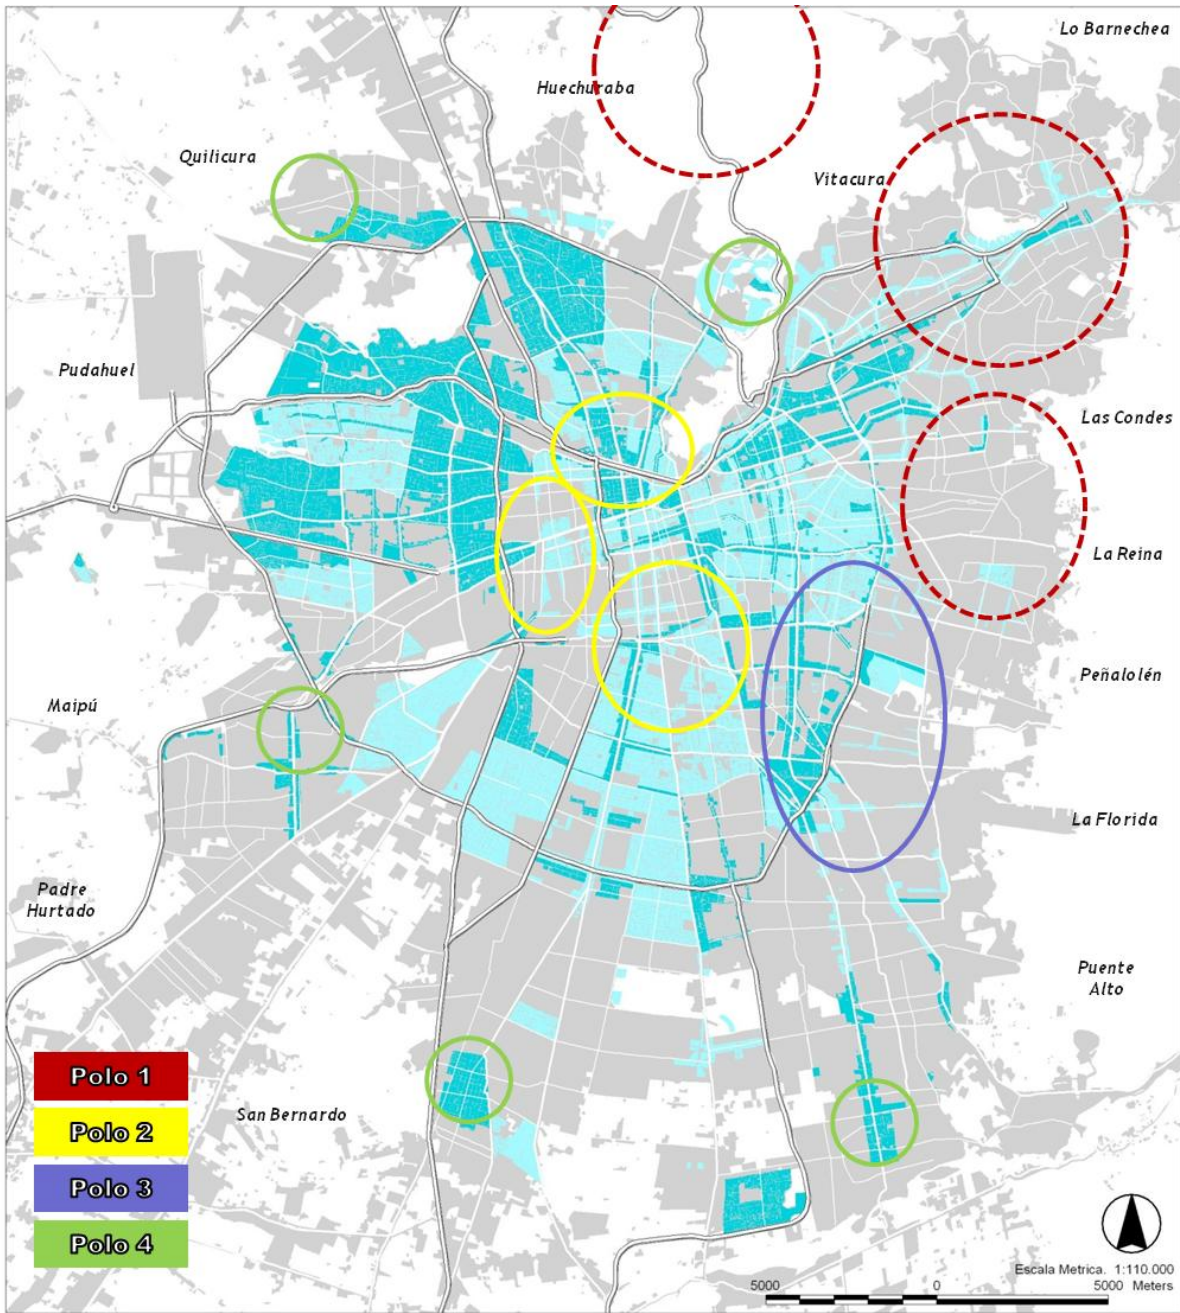 Lo Barnechea
Huechuraba
Quilicura
Vitacura
Pudahuel
Las Condes
La Reina
Peñalolén
Maipú
La Florida
Padre
Hurtado
Puente
Alto
Polo 1
Polo 2
Polo 3
Polo 4
San Bernardo
Escala Metrica. 1:110.000
5000 0 5000 Meters